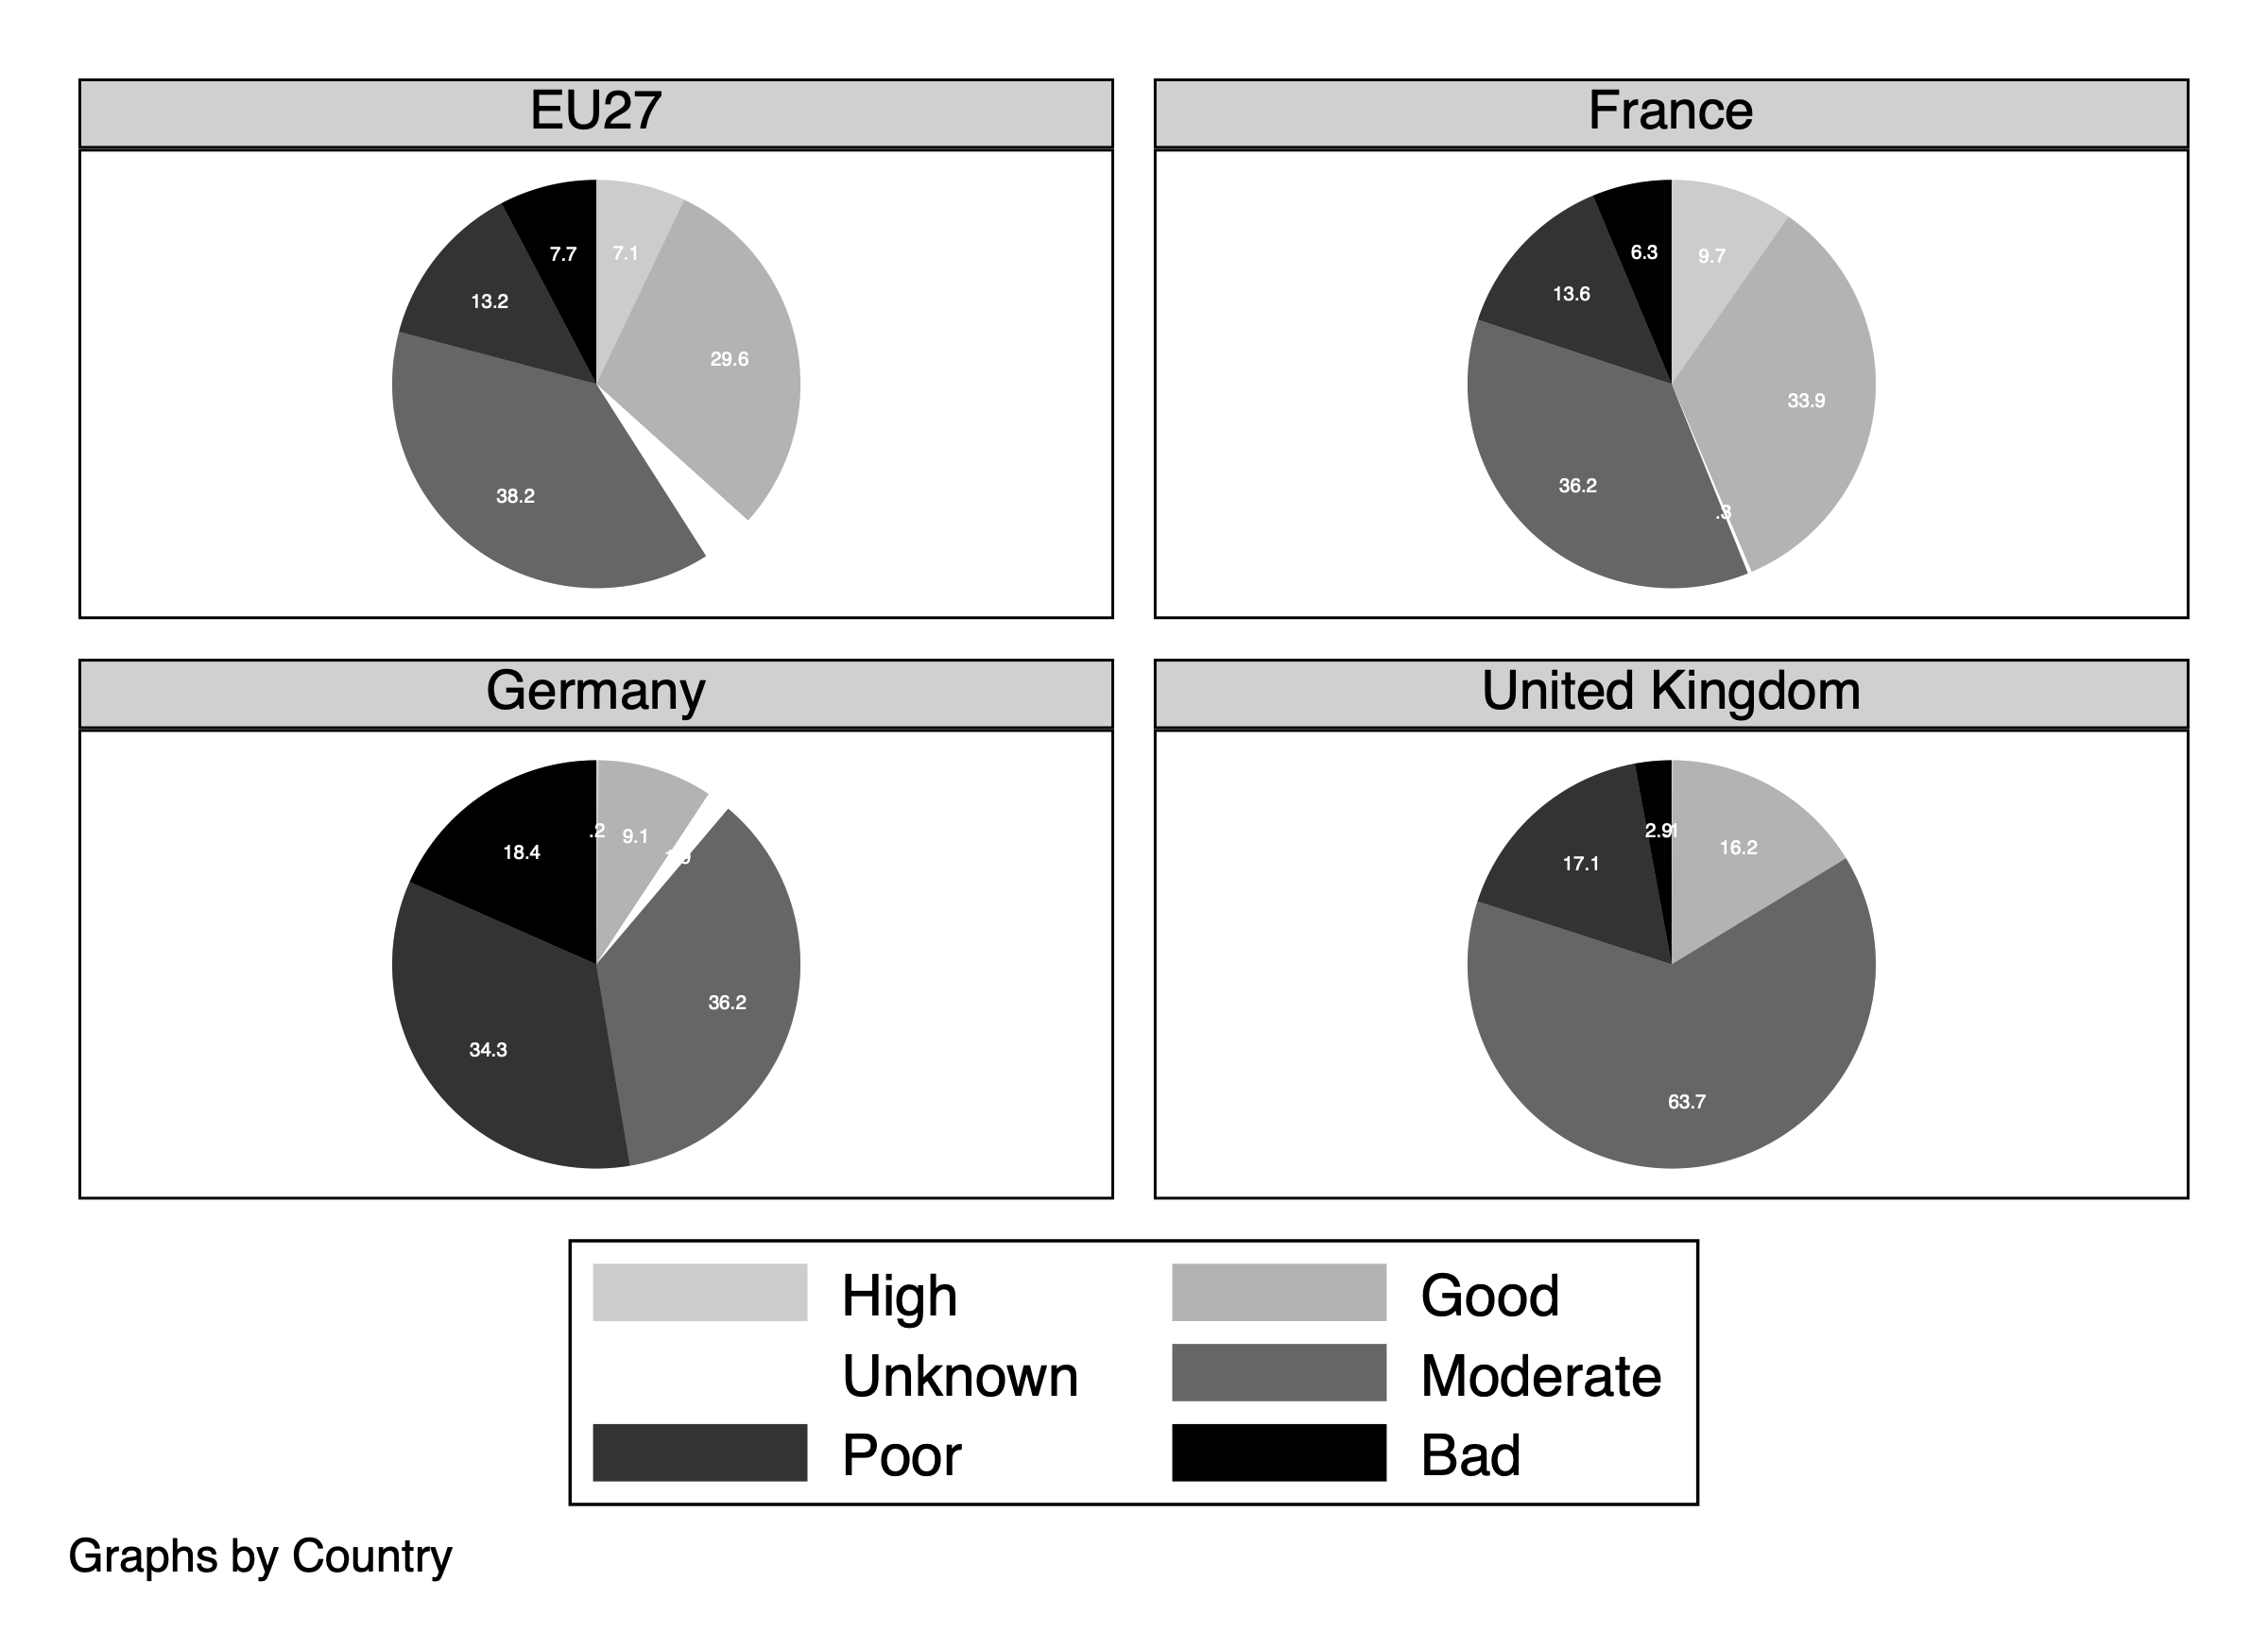 EU27
France
7.7
7.1
13.2
29.6
38.2
6.3
9.7
13.6
33.9
36.2
.3
Germany
United Kingdom
.2
9.1
18.4
36.2
34.3
2.9
16.2
17.1
63.7
High
Good
Unknown
Moderate
Poor
Bad
Graphs by Country